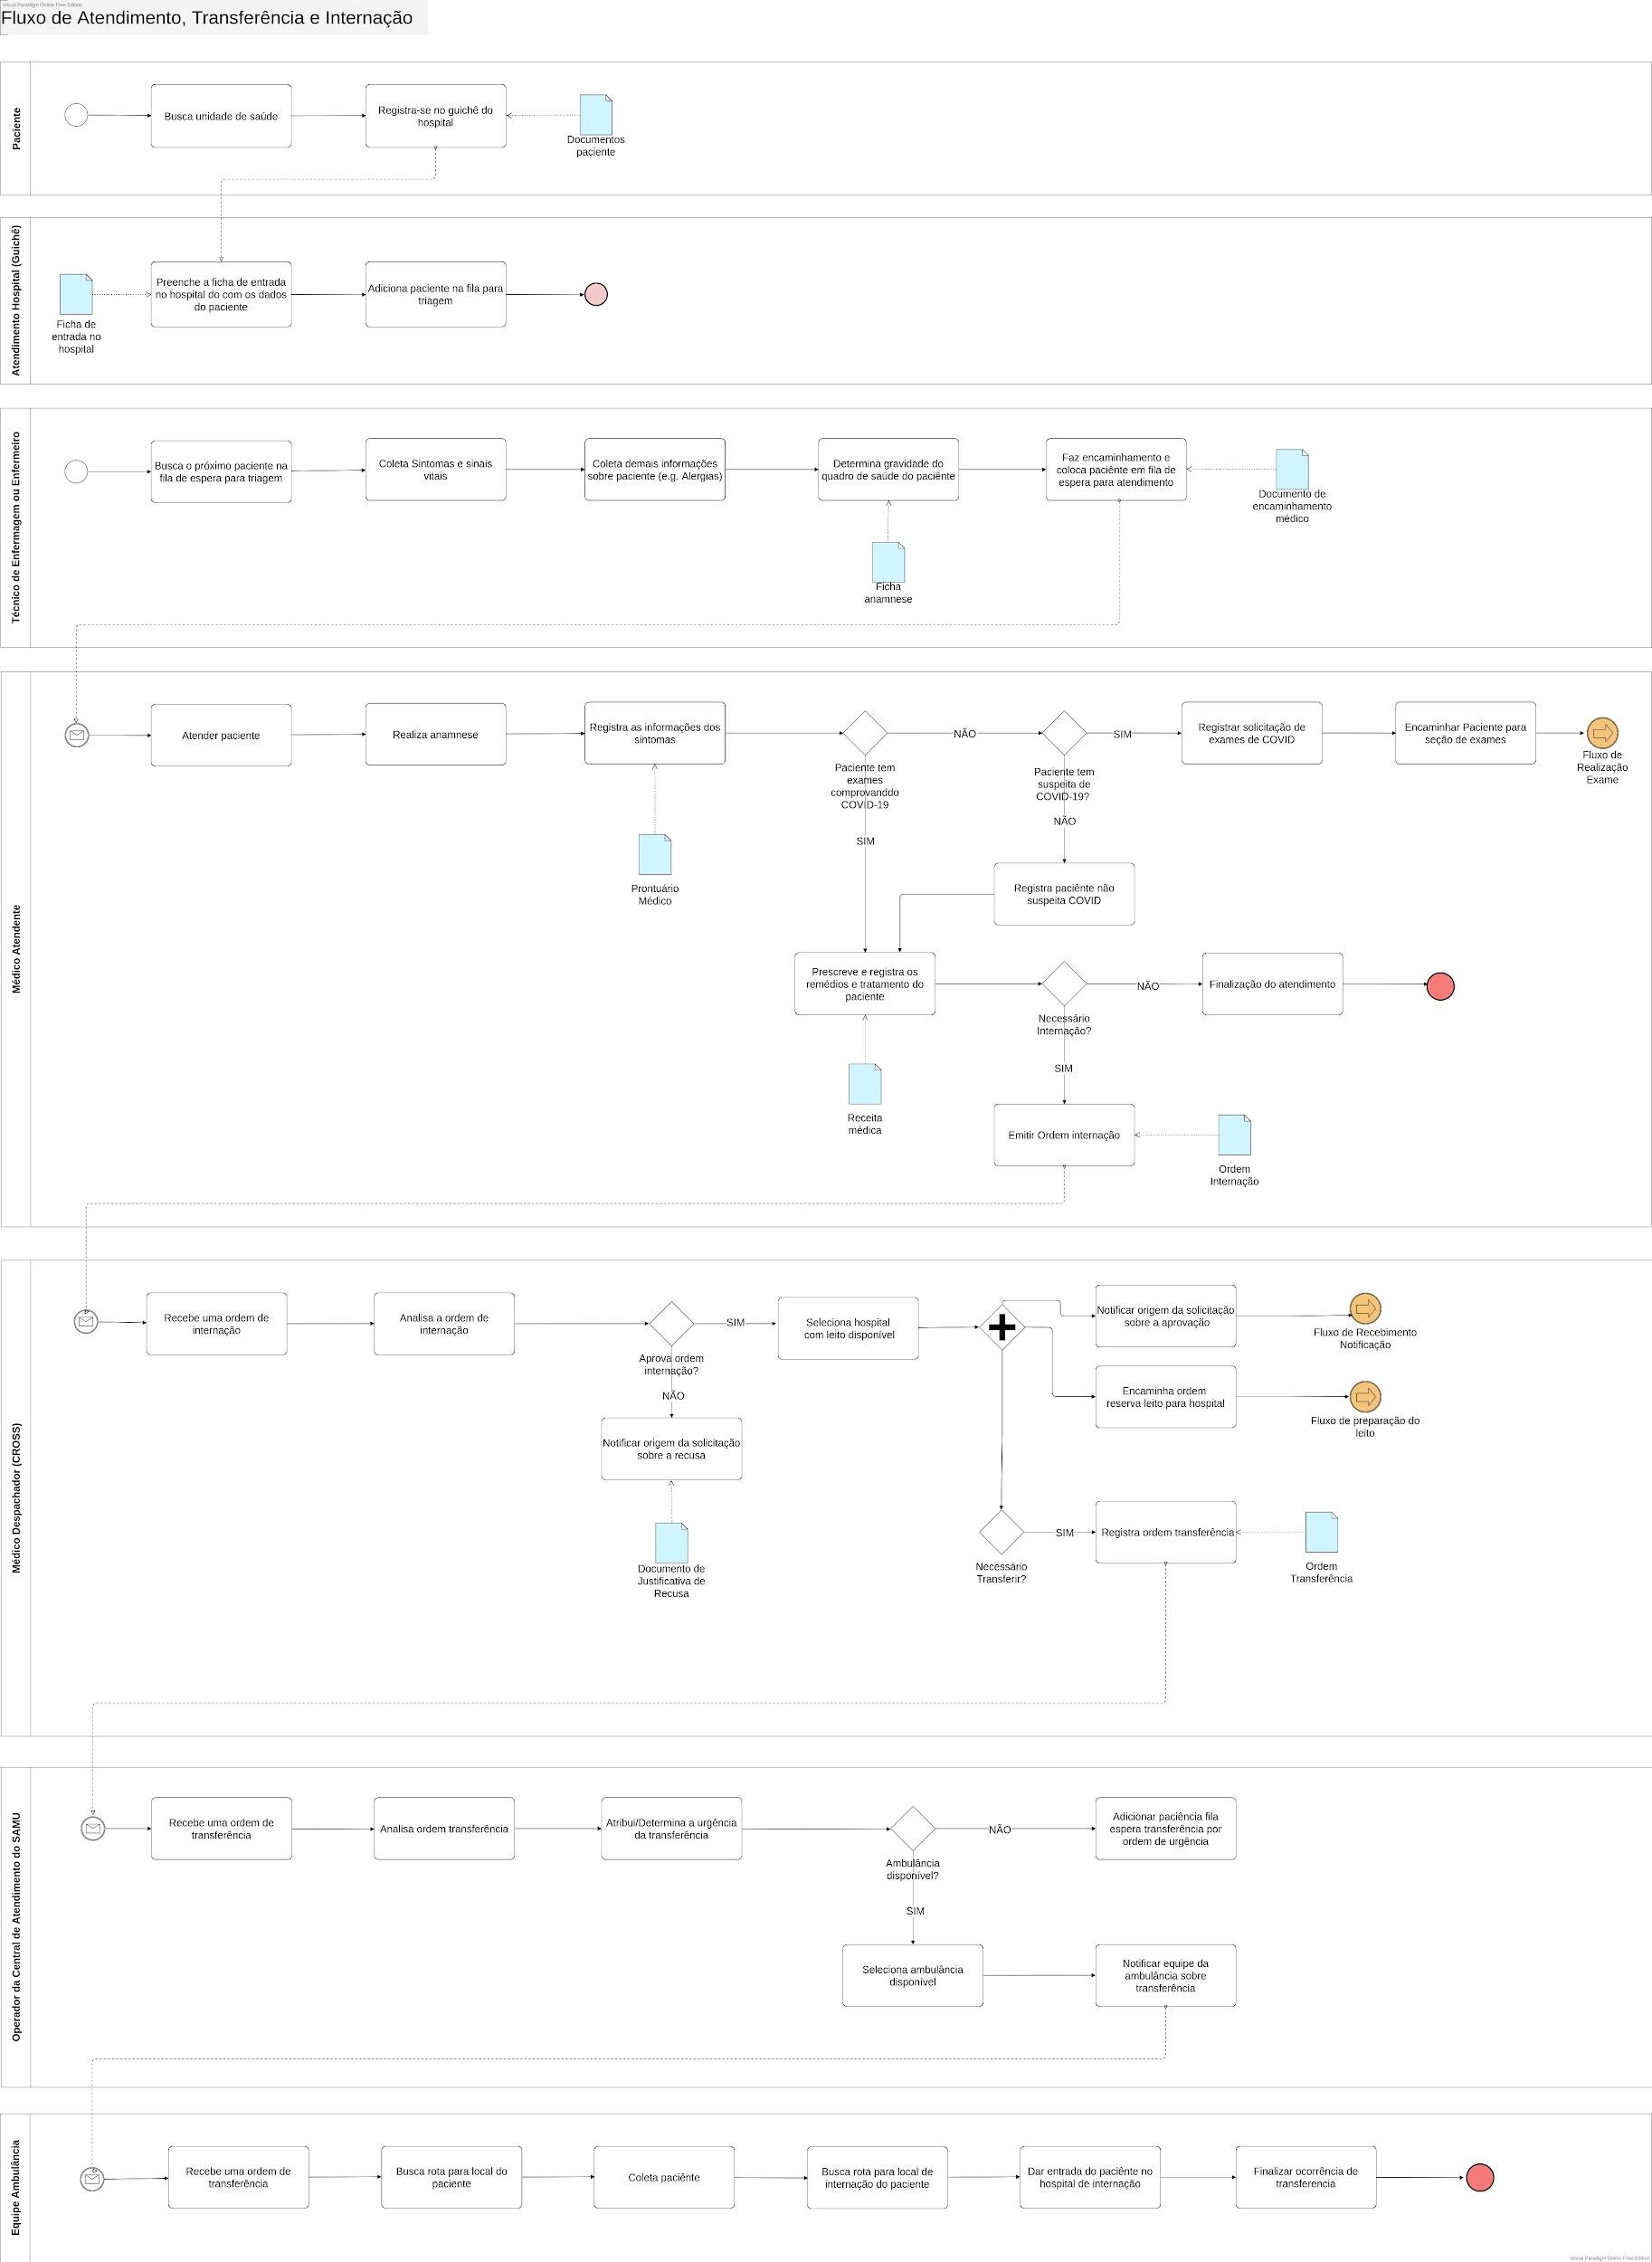 Visual Paradigm Online Free Edition
Fluxo de Atendimento, Transferência e Internação
Paciente
Busca unidade de saúde
Registra-se no guichê do
hospital
Documentos
paciente
Atendimento Hospital (Guichê)
Ficha de
entrada no
hospital
Preenche a ficha de entrada
no hospital do com os dados
do paciente
Adiciona paciente na fila para
triagem
Técnico de Enfermagem ou Enfermeiro
Busca o próximo paciente na
fila de espera para triagem
Coleta Sintomas e sinais
vitais
Coleta demais informações
sobre paciente (e.g. Alergias)
Determina gravidade do
quadro de saúde do paciênte
Faz encaminhamento e
coloca paciênte em fila de
espera para atendimento
Documento de
encaminhamento
médico
Ficha
anamnese
Médico Atendente
Atender paciente
Realiza anamnese
Registra as informações dos
sintomas
Prontuário
Médico
Paciente tem
exames
comprovanddo
COVID-19
NÃO
SIM
Paciente tem
suspeita de
COVID-19?
SIM
NÃO
Registrar solicitação de
exames de COVID
Encaminhar Paciente para
seção de exames
Fluxo de
Realização
Exame
Registra paciênte não
suspeita COVID
Prescreve e registra os
remédios e tratamento do
paciente
Receita
médica
Necessário
Internação?
NÃO
SIM
Finalização do atendimento
Emitir Ordem internação
Ordem
Internação
Médico Despachador (CROSS)
Recebe uma ordem de
internação
Analisa a ordem de
internação
Aprova ordem
internação?
SIM
NÃO
Notificar origem da solicitação
sobre a recusa
Documento de
Justificativa de
Recusa
Seleciona hospital
com leito disponível
Notificar origem da solicitação
sobre a aprovação
Fluxo de Recebimento
Notificação
Encaminha ordem
reserva leito para hospital
Fluxo de preparação do
leito
Necessário
Transferir?
SIM
Registra ordem transferência
Ordem
Transferência
Operador da Central de Atendimento do SAMU
Recebe uma ordem de
transferência
Analisa ordem transferência
Atribui/Determina a urgência
da transferência
Ambulância
disponível?
NÃO
SIM
Adicionar paciência fila
espera transferência por
ordem de urgência
Seleciona ambulância
disponível
Notificar equipe da
ambulância sobre
transferência
Equipe Ambulância
Recebe uma ordem de
transferência
Busca rota para local do
paciente
Coleta paciênte
Busca rota para local de
internação do paciente
Dar entrada do paciênte no
hospital de internação
Finalizar ocorrência de
transferencia
Visual Paradigm Online Free Edition